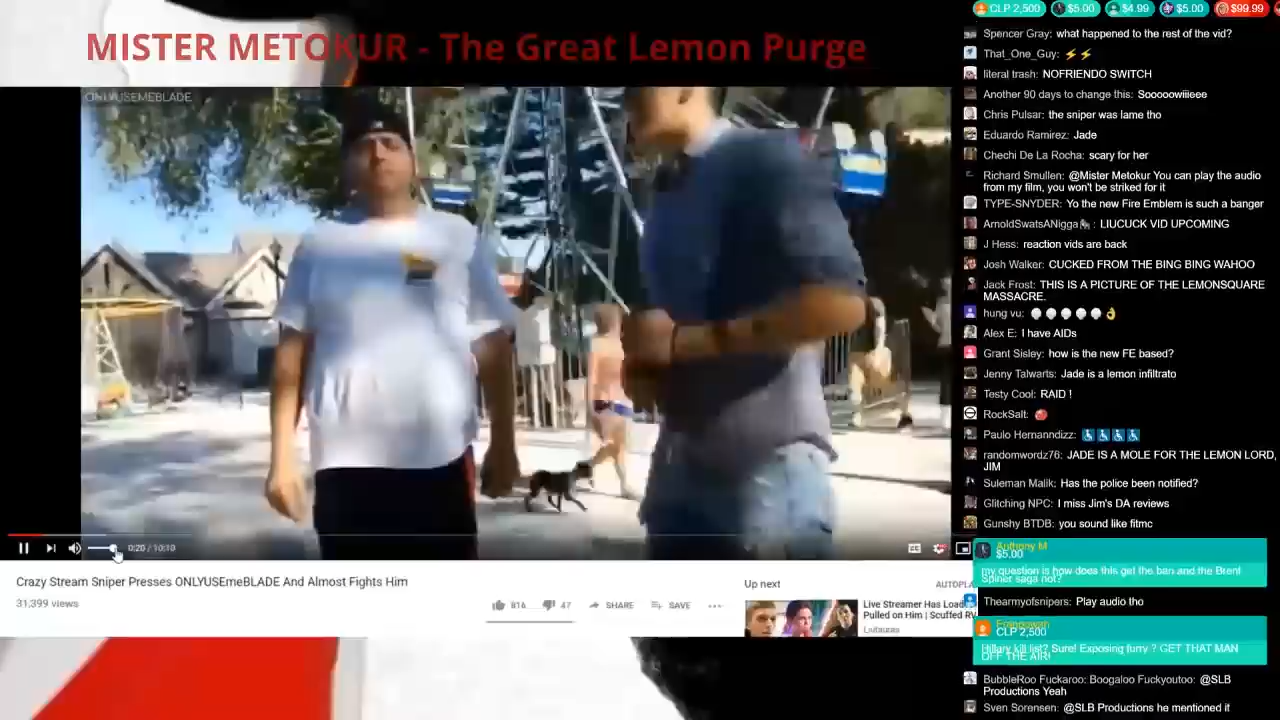 MISTER METOKUR - The Great Lemon Purge
ONLYUSEMEBLADE
0:20 / 10:10
Crazy Stream Sniper Presses ONLYUSEmeBLADE And Almost Fights Him
31,399 views
816
47
SHARE
SAVE
Up next
AUTOPLA
Live Streamer Has Load
Pulled on Him | Scuffed RV
Livibuuras
CLP 2,500
$5.00
$4.99
$5.00
$99.99
Spencer Gray: what happened to the rest of the vid?
That_One_Guy: ⚡⚡
literal trash: NOFRIENDO SWITCH
Another 90 days to change this: Sooooowiieee
Chris Pulsar: the sniper was lame tho
Eduardo Ramirez: Jade
Chechi De La Rocha: scary for her
Richard Smullen: @Mister Metokur You can play the audio
from my film, you won't be striked for it
TYPE-SNYDER: Yo the new Fire Emblem is such a banger
ArnoldSwatsANigga🦍: LIUCUCK VID UPCOMING
J Hess: reaction vids are back
Josh Walker: CUCKED FROM THE BING BING WAHOO
Jack Frost: THIS IS A PICTURE OF THE LEMONSQUARE
MASSACRE.
hung vu:
Alex E: I have AIDs
Grant Sisley: how is the new FE based?
Jenny Talwarts: Jade is a lemon infiltrato
Testy Cool: RAID !
RockSalt:
Paulo Hernanndizz: ♿♿♿♿
randomwordz76: JADE IS A MOLE FOR THE LEMON LORD,
JIM
Suleman Malik: Has the police been notified?
Glitching NPC: I miss Jim's DA reviews
Gunshy BTDB: you sound like fitmc
Anthony M
$5.00
my question is how does this get the ban and the Brent
Spiner saga not?
Thearmyofsnipers: Play audio tho
CLP 2,500
Hillary kill list? Sure! Exposing furry ? GET THAT MAN
OFF THE AIR!
BubbleRoo Fuckaroo: Boogaloo Fuckyoutoo: @SLB
Productions Yeah
Sven Sorensen: @SLB Productions he mentioned it